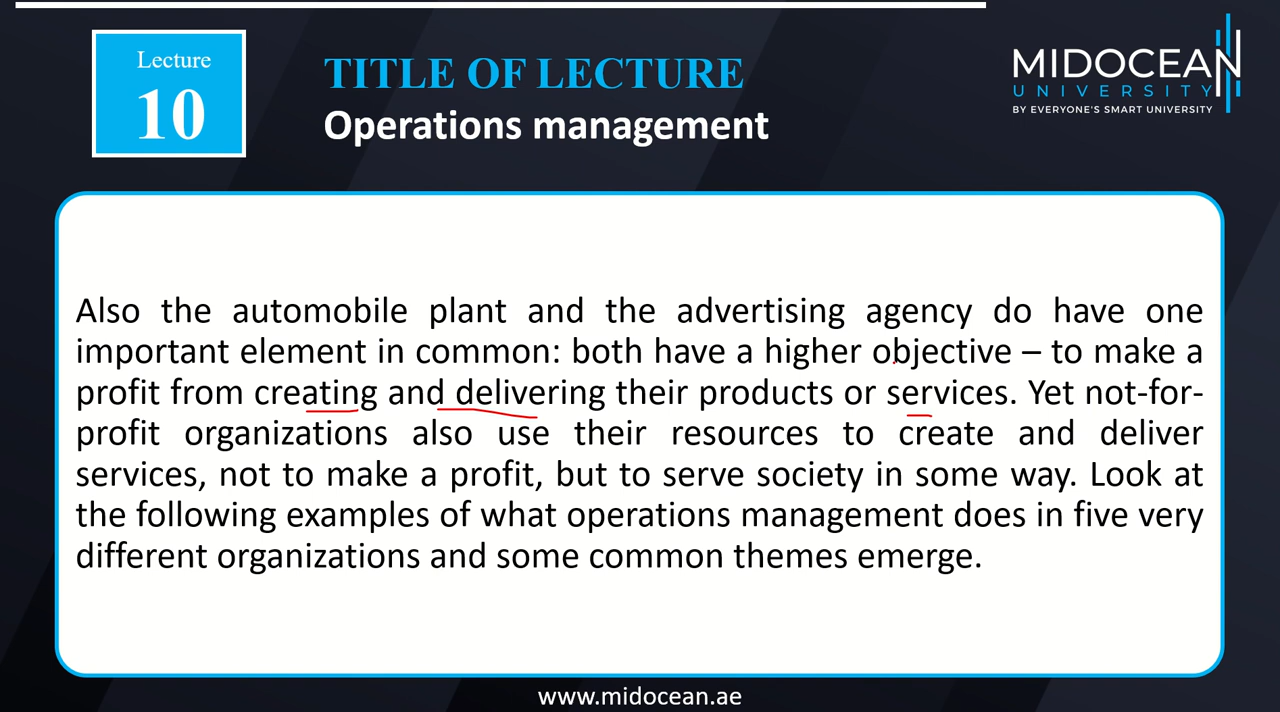 Lecture
10
TITLE OF LECTURE
Operations management
MIDOCEAN
UNIVERSITY
BY EVERYONE'S SMART UNIVERSITY
Also the automobile plant and the advertising agency do have one
important element in common: both have a higher objective – to make a
profit from creating and delivering their products or services. Yet not-for-
profit organizations also use their resources to create and deliver
services, not to make a profit, but to serve society in some way. Look at
the following examples of what operations management does in five very
different organizations and some common themes emerge.
www.midocean.ae